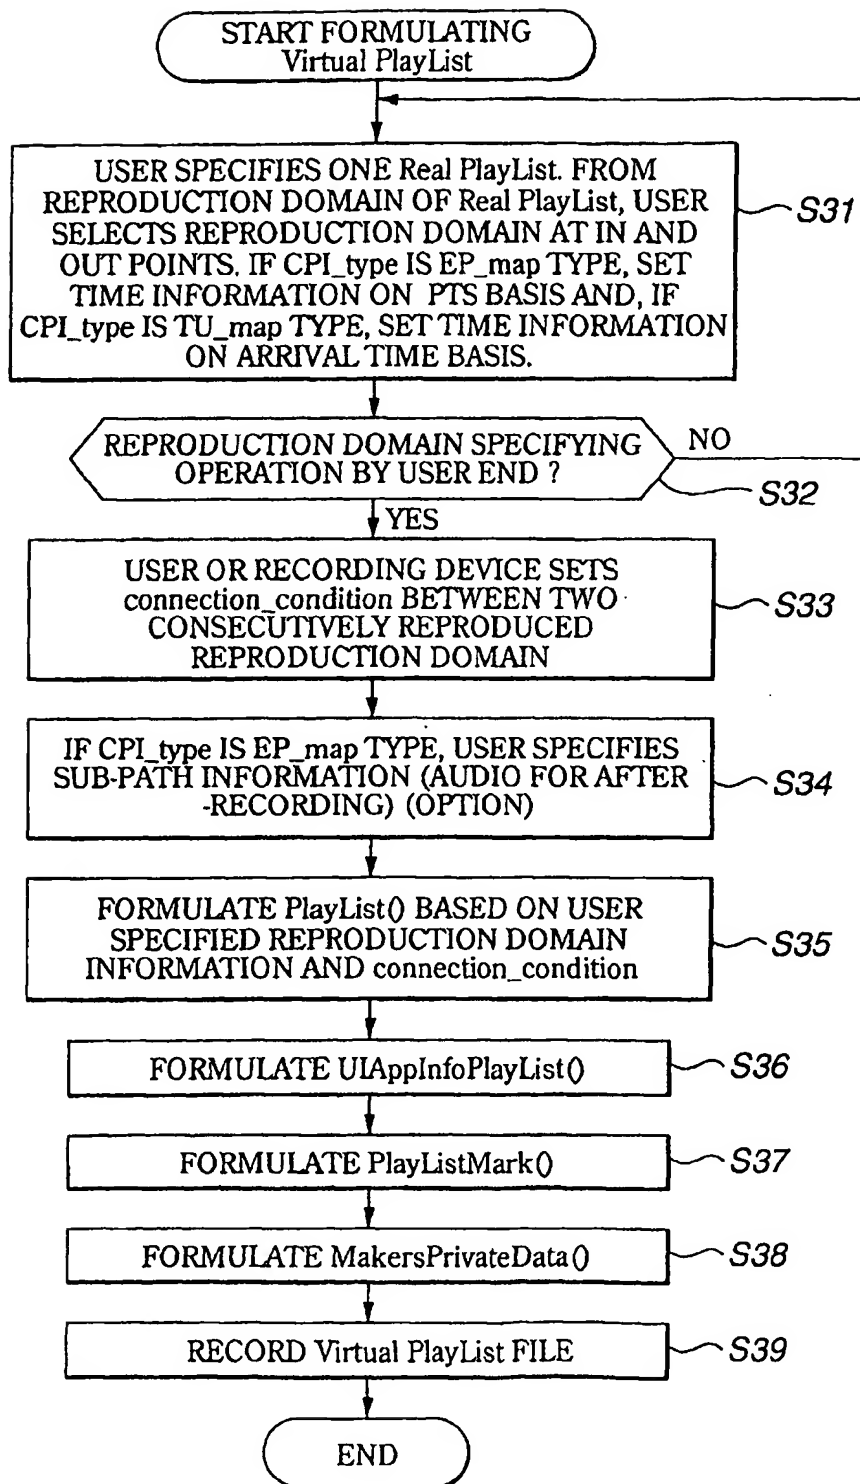 START FORMULATING
Virtual PlayList
USER SPECIFIES ONE Real PlayList. FROM
REPRODUCTION DOMAIN OF Real PlayList, USER
SELECTS REPRODUCTION DOMAIN AT IN AND
OUT POINTS. IF CPI_type IS EP_map TYPE, SET
TIME INFORMATION ON PTS BASIS AND, IF
CPI_type IS TU_map TYPE, SET TIME INFORMATION
ON ARRIVAL TIME BASIS.
S31
REPRODUCTION DOMAIN SPECIFYING
OPERATION BY USER END ?
NO
S32
YES
USER OR RECORDING DEVICE SETS
connection_condition BETWEEN TWO
CONSECUTIVELY REPRODUCED
REPRODUCTION DOMAIN
S33
IF CPI_type IS EP_map TYPE, USER SPECIFIES
SUB-PATH INFORMATION (AUDIO FOR AFTER
-RECORDING) (OPTION)
S34
FORMULATE PlayList() BASED ON USER
SPECIFIED REPRODUCTION DOMAIN
INFORMATION AND connection_condition
S35
FORMULATE UIAppInfoPlayList()
S36
FORMULATE PlayListMark()
S37
FORMULATE MakersPrivateData()
S38
RECORD Virtual PlayList FILE
S39
END